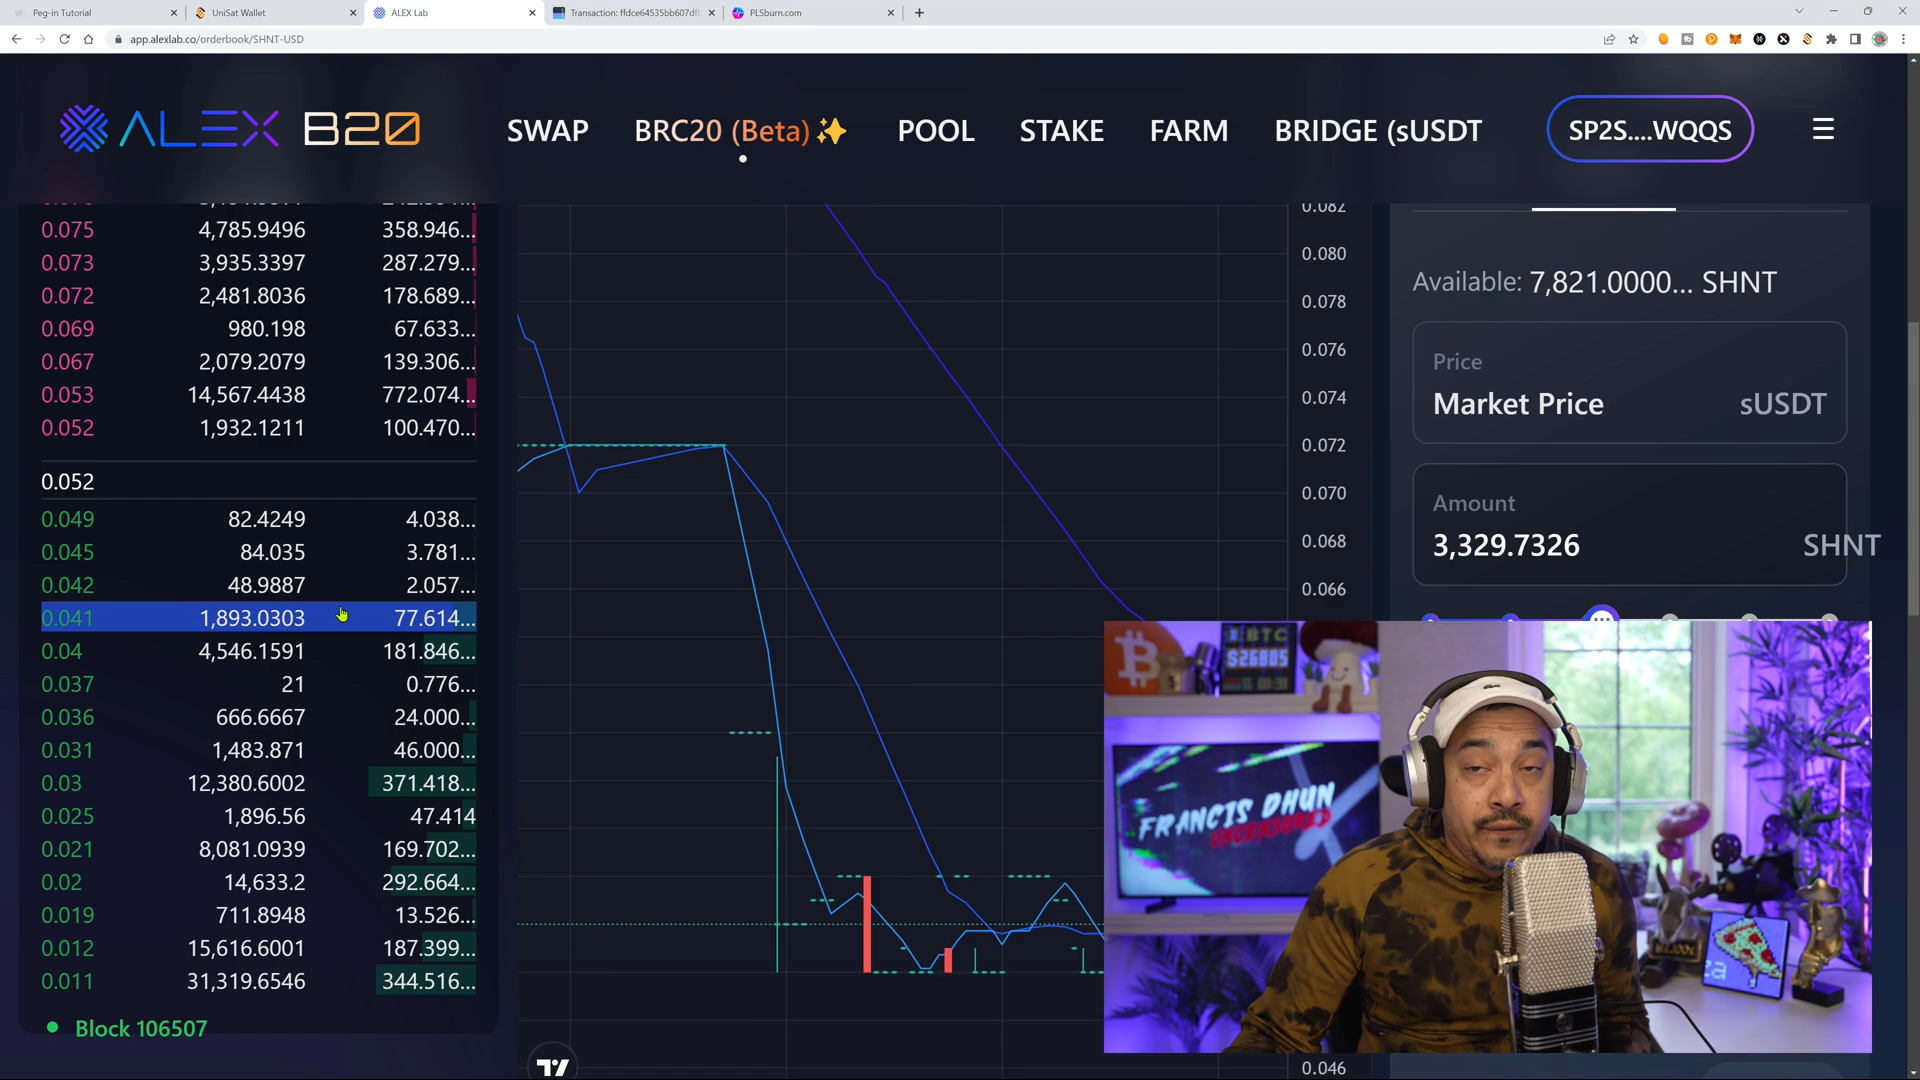 Peg-in Tutorial
UniSat Wallet
ALEX Lab
Transaction: ffdce64535bb607df
PLSburn.com
app.alexlab.co/orderbook/SHNT-USD
ALEX B20
SWAP
BRC20 (Beta)✨
POOL
STAKE
FARM
BRIDGE (sUSDT
SP2S....WQQS
0.075 4,785.9496 358.946...
0.073 3,935.3397 287.279...
0.072 2,481.8036 178.689...
0.069 980.198 67.633...
0.067 2,079.2079 139.306...
0.053 14,567.4438 772.074...
0.052 1,932.1211 100.470...
0.052
0.049 82.4249 4.038...
0.045 84.035 3.781...
0.042 48.9887 2.057...
0.041 1,893.0303 77.614...
0.04 4,546.1591 181.846...
0.037 21 0.776...
0.036 666.6667 24.000...
0.031 1,483.871 46.000...
0.03 12,380.6002 371.418...
0.025 1,896.56 47.414
0.021 8,081.0939 169.702...
0.02 14,633.2 292.664...
0.019 711.8948 13.526...
0.012 15,616.6001 187.399...
0.011 31,319.6546 344.516...
Block 106507
0.082
0.080
0.078
0.076
0.074
0.072
0.070
0.068
0.066
0.046
Available: 7,821.0000... SHNT
Price
Market Price sUSDT
Amount
3,329.7326 SHNT
BTC
$26805
FRANCIS DHUN
UNCENSORED